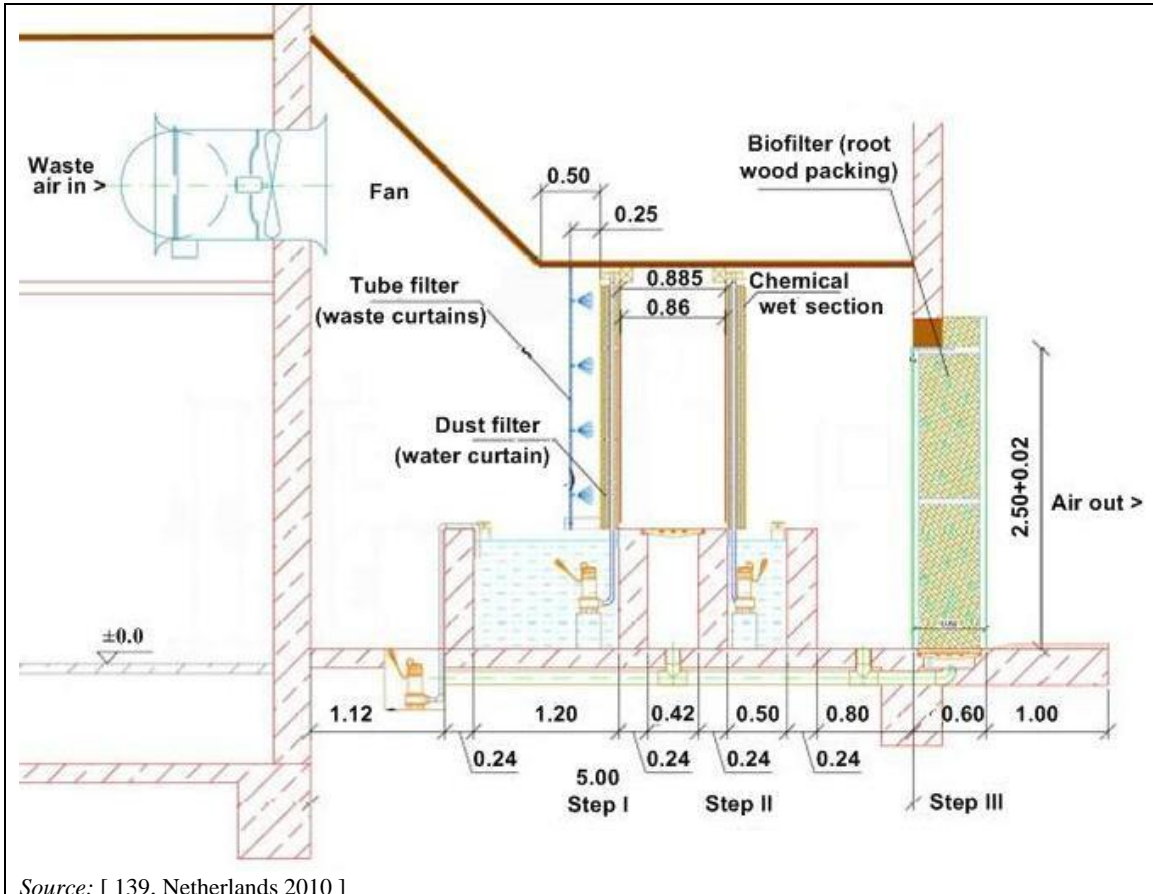 Waste
air in >
Fan
Biofilter (root
wood packing)
0.50
0.25
Tube filter
(waste curtains)
0.885
0.86
Chemical
wet section
Dust filter
(water curtain)
2.50+0.02
Air out >
±0.0
1.12
1.20
0.42
0.50
0.80
0.60
1.00
0.24
0.24
0.24
0.24
5.00
Step I
Step II
Step III
Source: [ 139, Netherlands 2010 ]